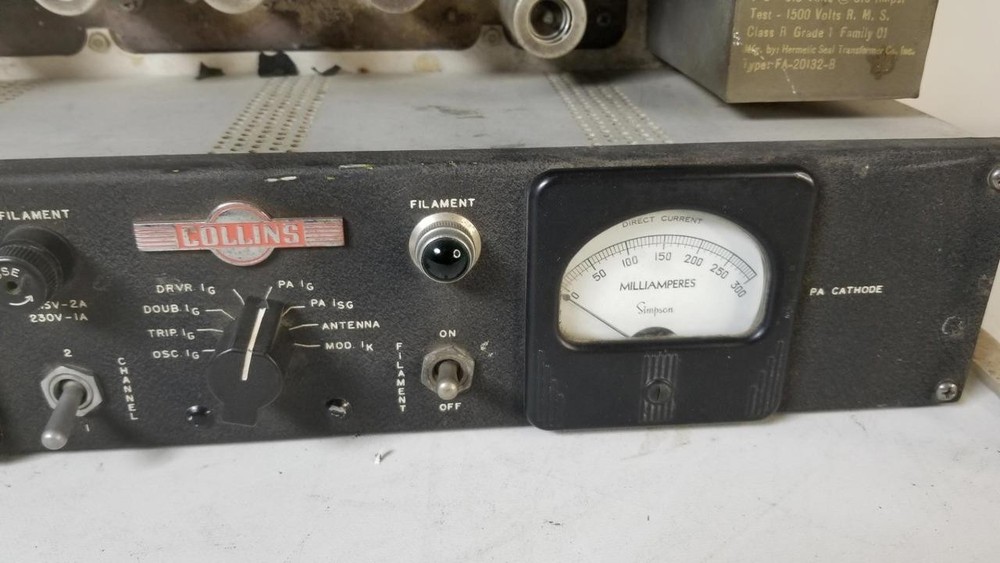 Test - 1500 Volts R. M. S.
Class R Grade 1 Family 01
Mfg. by: Hermetic Seal Transformer Co. Inc.
Type: FA-20132-B
FILAMENT
230V-1A
2
CHANNEL
1
COLLINS
DRVR IG
DOUB. IG
TRIP. IG
OSC. IG
PA IG
PA ISG
ANTENNA
MOD. IK
FILAMENT
FILAMENT
ON
OFF
DIRECT CURRENT
0 50 100 150 200 250 300
MILLIAMPERES
Simpson
PA CATHODE